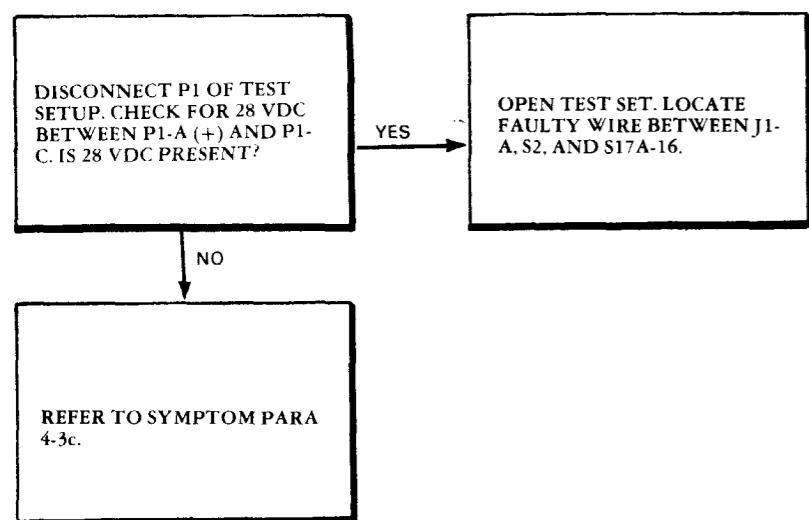 DISCONNECT P1 OF TEST
SETUP. CHECK FOR 28 VDC
BETWEEN P1-A (+) AND P1-
C. IS 28 VDC PRESENT?
YES
OPEN TEST SET. LOCATE
FAULTY WIRE BETWEEN J1-
A, S2, AND S17A-16.
NO
REFER TO SYMPTOM PARA
4-3c.